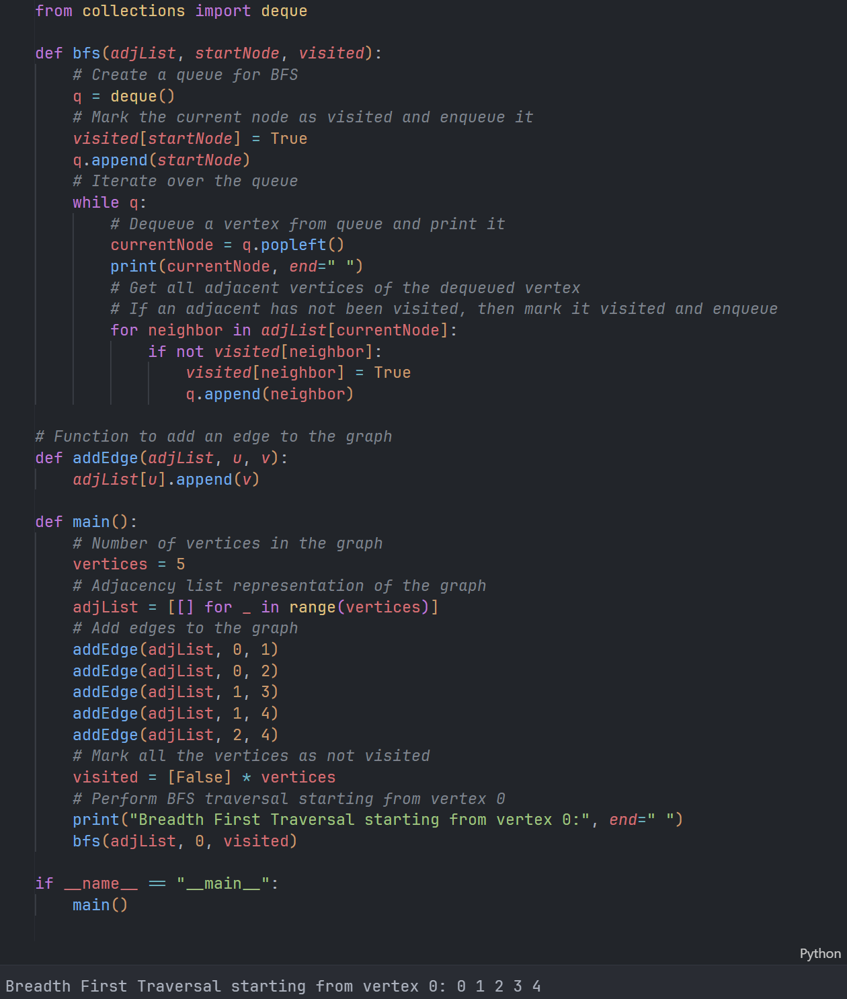 from collections import deque
def bfs(adjList, startNode, visited):
# Create a queue for BFS
q = deque()
# Mark the current node as visited and enqueue it
visited[startNode] = True
q.append(startNode)
# Iterate over the queue
while q:
# Dequeue a vertex from queue and print it
currentNode = q.popleft()
print(currentNode, end=" ")
# Get all adjacent vertices of the dequeued vertex
# If an adjacent has not been visited, then mark it visited and enqueue
for neighbor in adjList[currentNode]:
if not visited[neighbor]:
visited[neighbor] = True
q.append(neighbor)
# Function to add an edge to the graph
def addEdge(adjList, u, v):
adjList[u].append(v)
def main():
# Number of vertices in the graph
vertices = 5
# Adjacency list representation of the graph
adjList = [[] for _ in range(vertices)]
# Add edges to the graph
addEdge(adjList, 0, 1)
addEdge(adjList, 0, 2)
addEdge(adjList, 1, 3)
addEdge(adjList, 1, 4)
addEdge(adjList, 2, 4)
# Mark all the vertices as not visited
visited = [False] * vertices
# Perform BFS traversal starting from vertex 0
print("Breadth First Traversal starting from vertex 0:", end=" ")
bfs(adjList, 0, visited)
if __name__ == "__main__":
main()
Python
Breadth First Traversal starting from vertex 0: 0 1 2 3 4